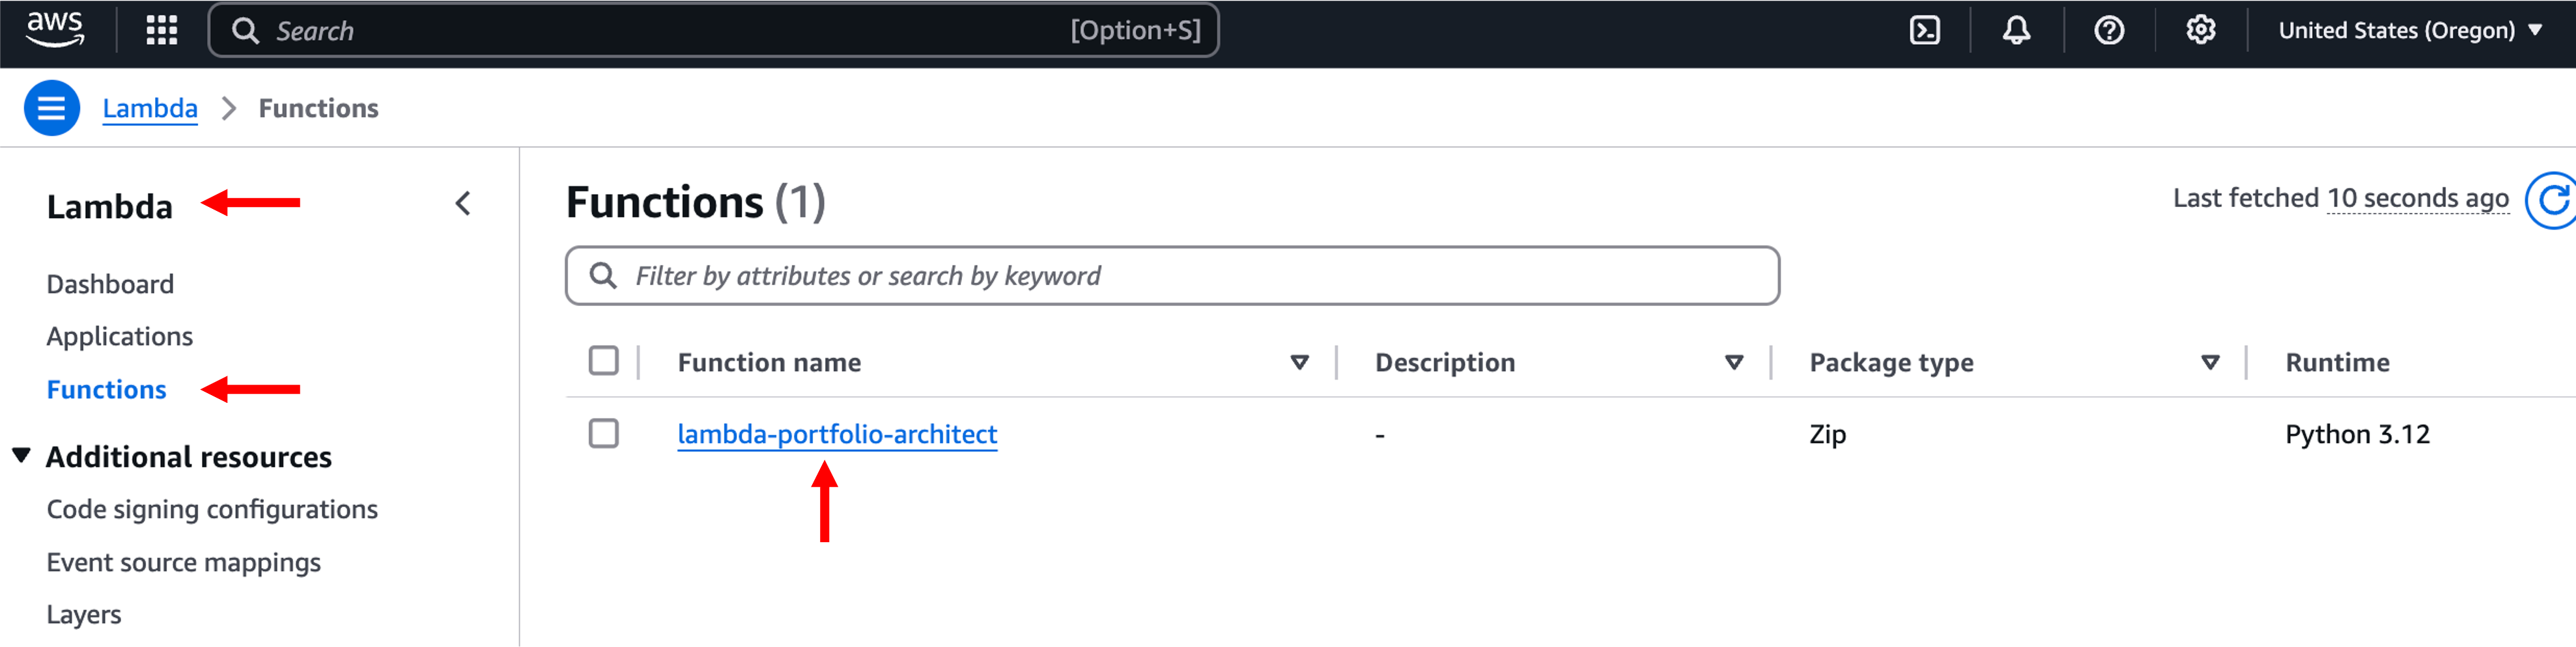 aws Search [Option+S] United States (Oregon)
Lambda Functions
Lambda
Dashboard
Applications
Functions
Additional resources
Code signing configurations
Event source mappings
Layers
Functions (1)
Last fetched 10 seconds ago
Filter by attributes or search by keyword
Function name Description Package type Runtime
lambda-portfolio-architect - Zip Python 3.12